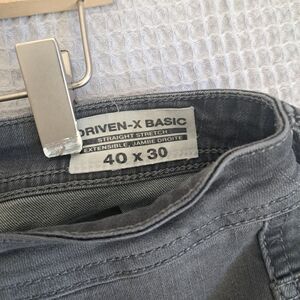 DRIVEN-X BASIC
STRAIGHT STRETCH
EXTENSIBLE, JAMBE DROITE
40 x 30